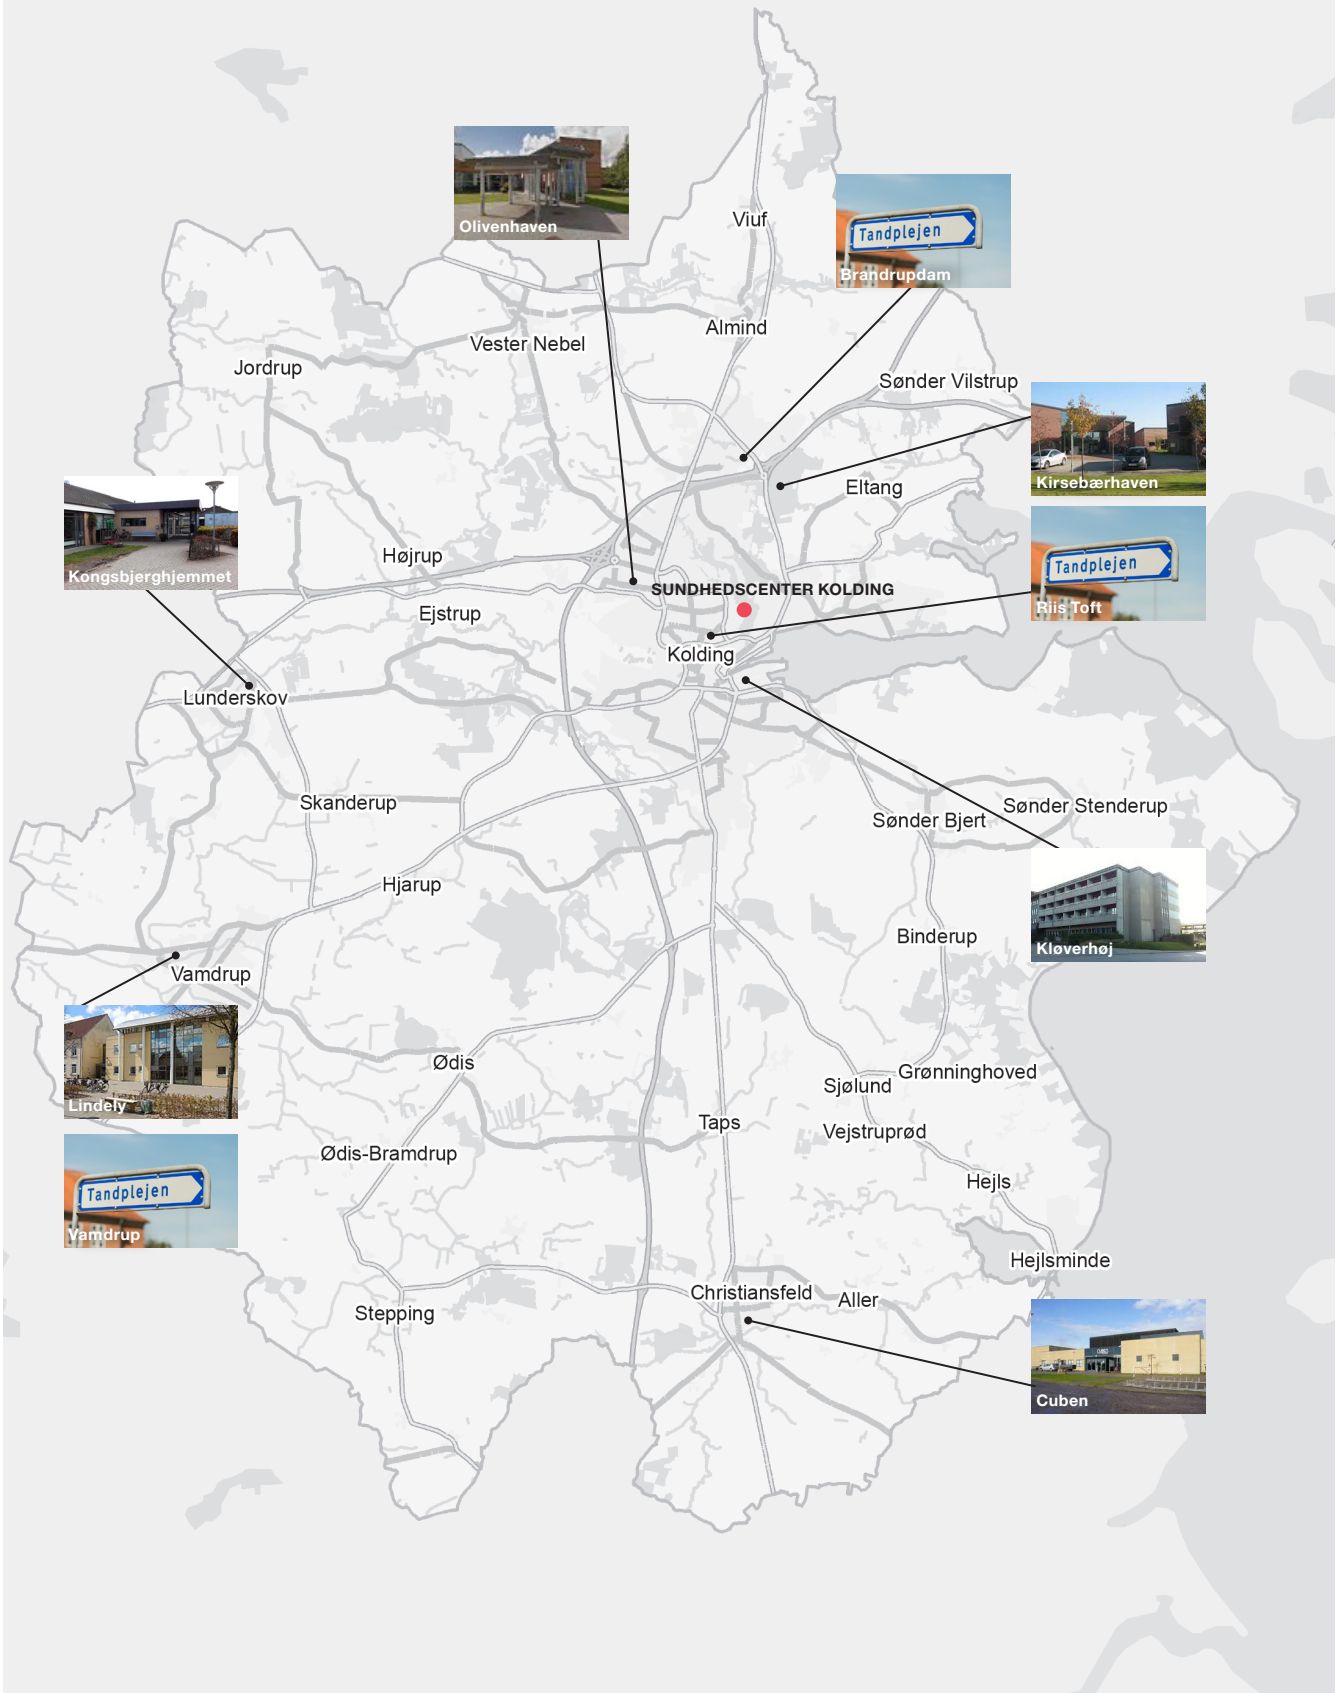 Olivenhaven
Viuf
Tandplejen
Brandrupdam
Almind
Vester Nebel
Jordrup
Sønder Vilstrup
Kirsebærhaven
Eltang
Kongsbjerghjemmet
Højrup
Tandplejen
Riis Toft
SUNDHEDSCENTER KOLDING
Ejstrup
Kolding
Lunderskov
Skanderup
Sønder Stenderup
Sønder Bjert
Hjarup
Binderup
Kløverhøj
Vamdrup
Lindely
Ødis
Grønninghoved
Sjølund
Taps
Vejstruprød
Ødis-Bramdrup
Hejls
Tandplejen
Vamdrup
Hejlsminde
Christiansfeld
Aller
Stepping
Cuben